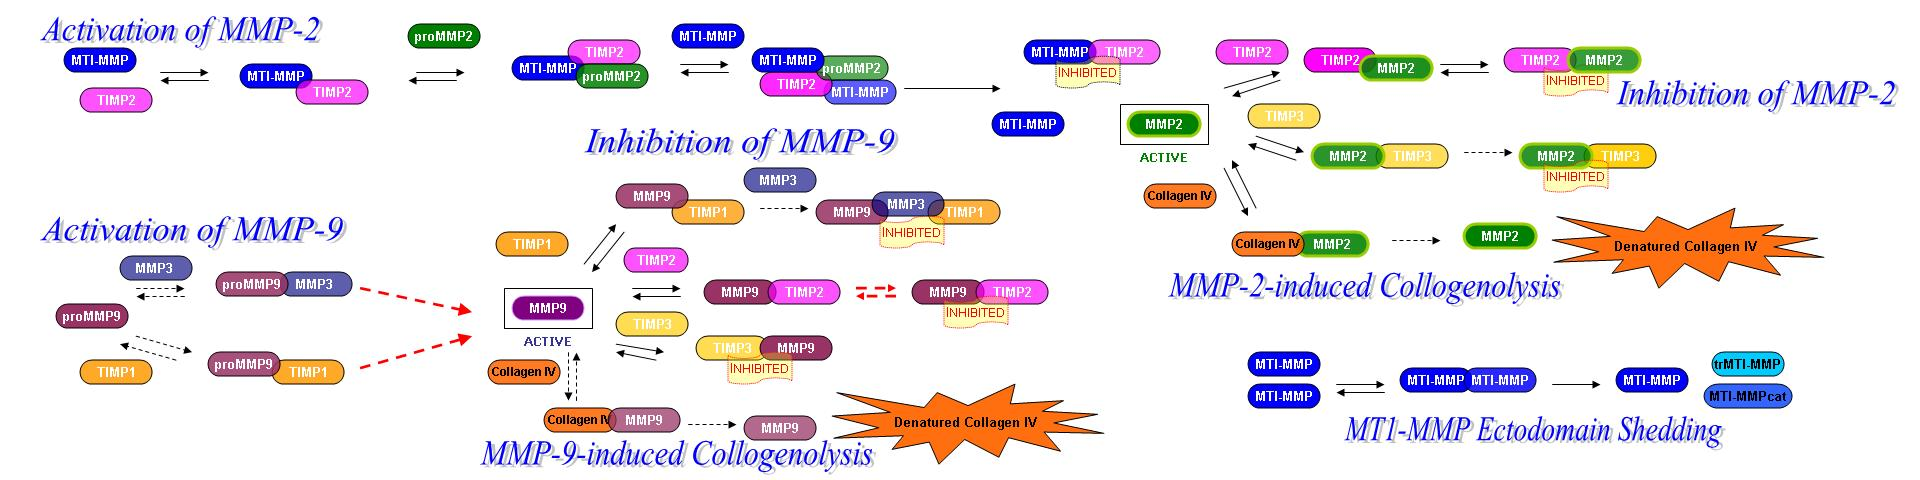 Activation of MMP-2
MTI-MMP
TIMP2
MTI-MMP
TIMP2
proMMP2
MTI-MMP
TIMP2
proMMP2
MTI-MMP
MTI-MMP
proMMP2
TIMP2
MTI-MMP
MTI-MMP
TIMP2
INHIBITED
MTI-MMP
MMP2
ACTIVE
TIMP2
TIMP2
MMP2
TIMP2
MMP2
INHIBITED
Inhibition of MMP-2
TIMP3
MMP2
TIMP3
MMP2
TIMP3
INHIBITED
Collagen IV
Collagen IV
MMP2
MMP2
Denatured Collagen IV
MMP-2-induced Collogenolysis
Inhibition of MMP-9
MMP9
TIMP1
MMP3
MMP9
MMP3
TIMP1
INHIBITED
TIMP1
TIMP2
MMP9
TIMP2
MMP9
TIMP2
INHIBITED
MMP9
ACTIVE
TIMP3
TIMP3
MMP9
INHIBITED
Collagen IV
Collagen IV
MMP9
MMP9
Denatured Collagen IV
MMP-9-induced Collogenolysis
Activation of MMP-9
MMP3
proMMP9
MMP3
proMMP9
TIMP1
proMMP9
TIMP1
MTI-MMP
MTI-MMP
MTI-MMP
MTI-MMP
MTI-MMP
trMTI-MMP
MTI-MMPcat
MT1-MMP Ectodomain Shedding